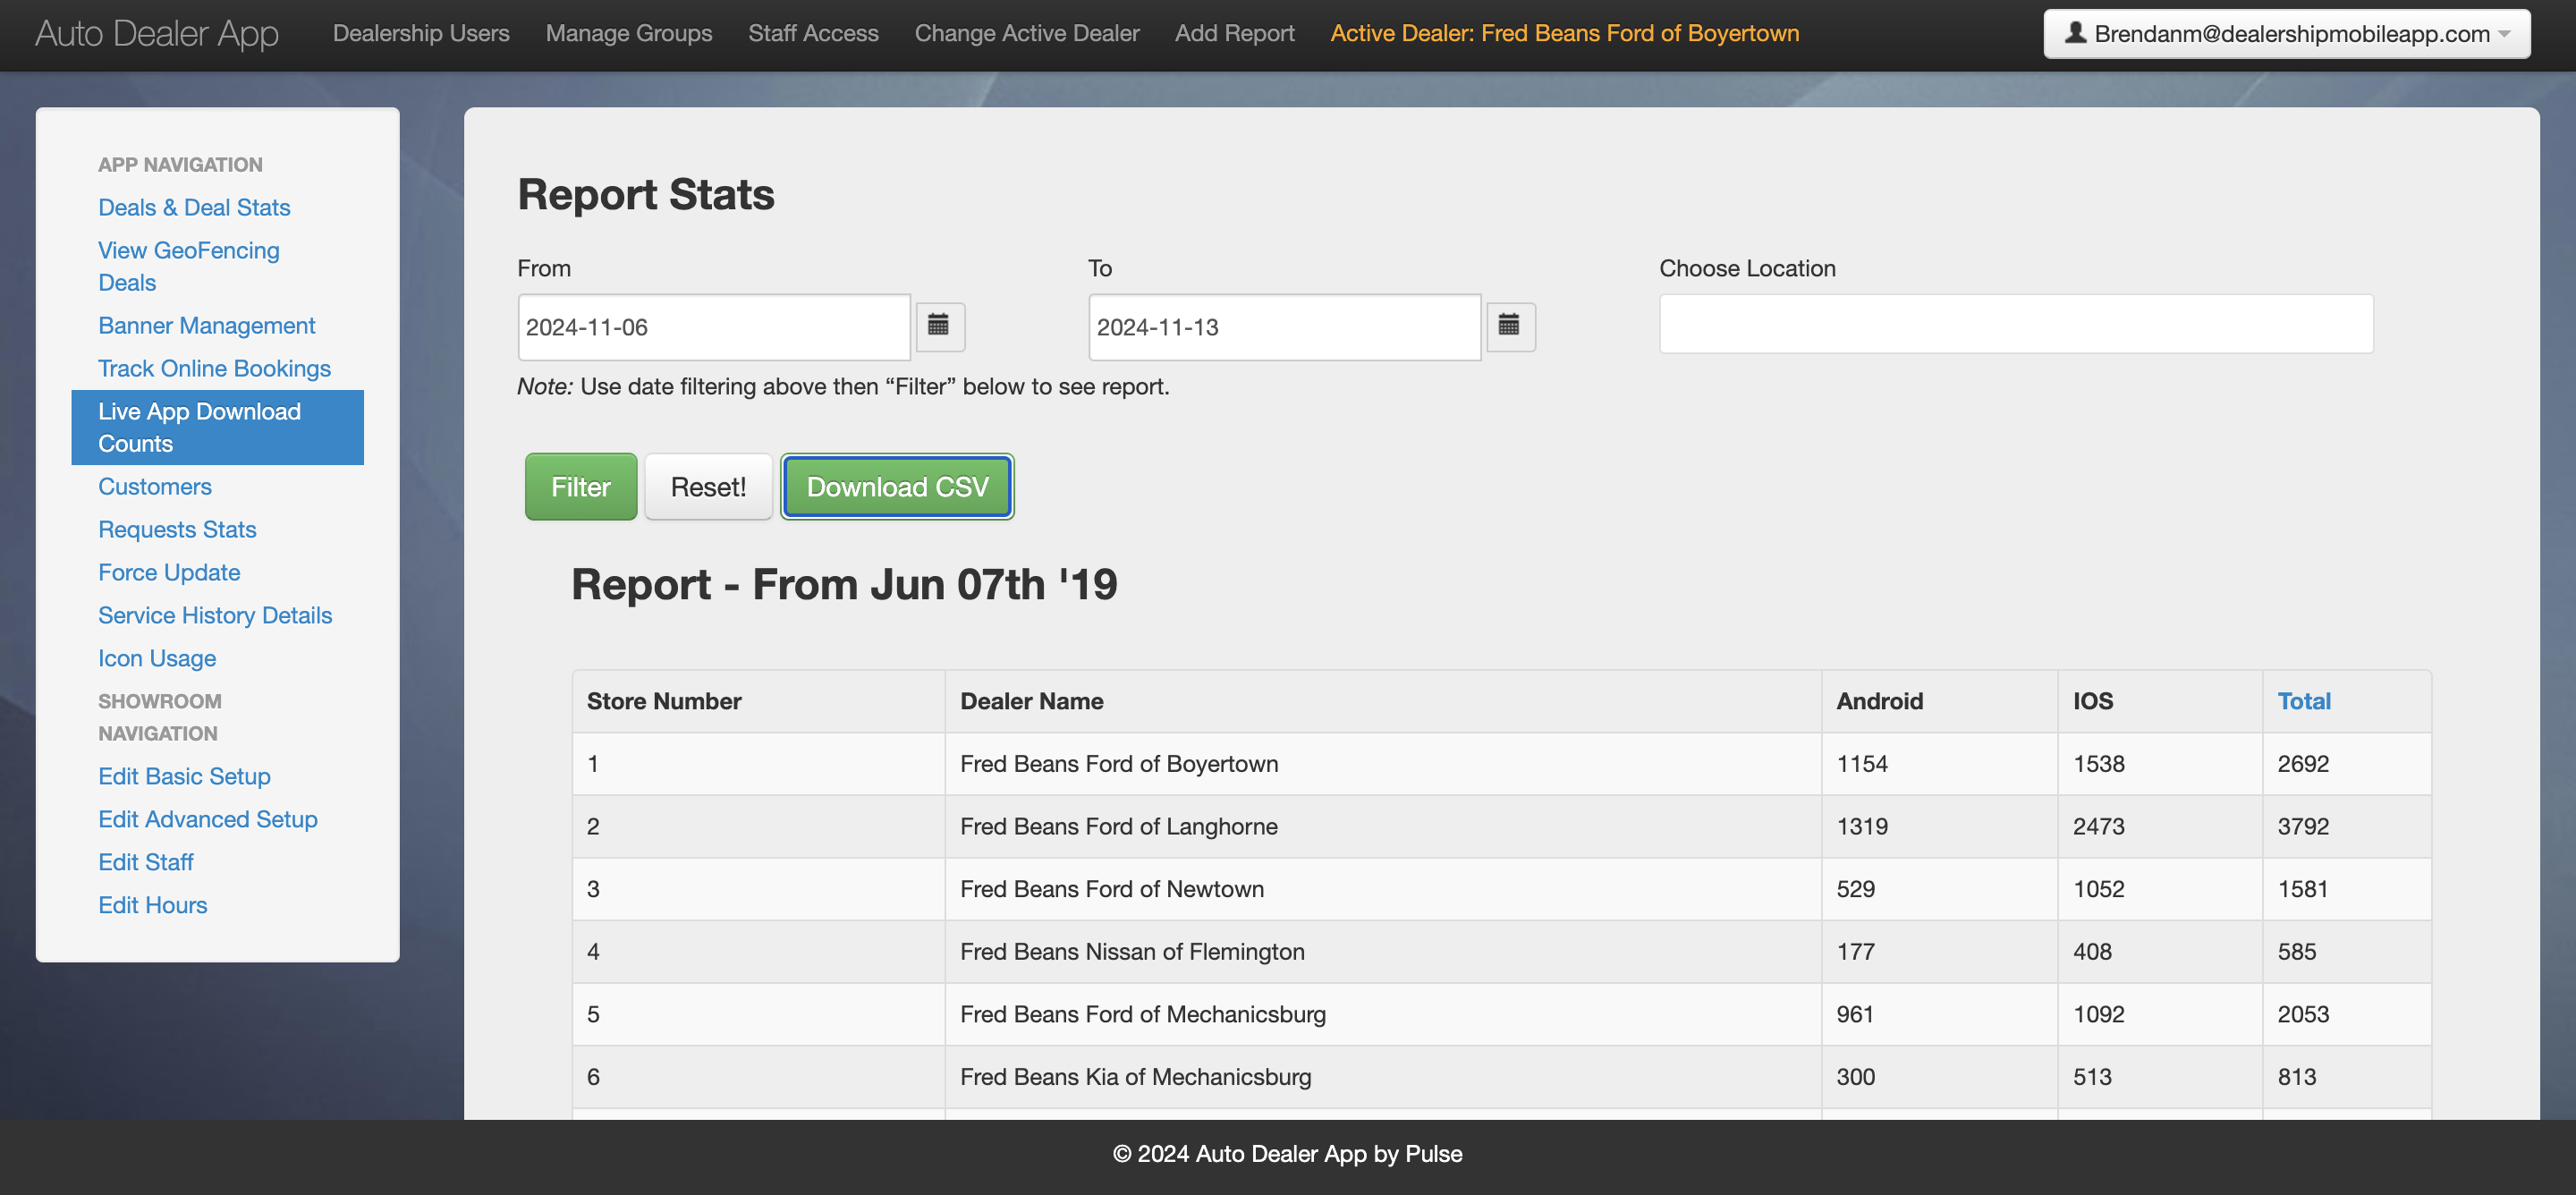 Auto Dealer App Dealership Users Manage Groups Staff Access Change Active Dealer Add Report Active Dealer: Fred Beans Ford of Boyertown Brendanm@dealershipmobileapp.com
APP NAVIGATION
Deals & Deal Stats
View GeoFencing
Deals
Banner Management
Track Online Bookings
Live App Download
Counts
Customers
Requests Stats
Force Update
Service History Details
Icon Usage
SHOWROOM
NAVIGATION
Edit Basic Setup
Edit Advanced Setup
Edit Staff
Edit Hours
Report Stats
From To Choose Location
2024-11-06 2024-11-13
Note: Use date filtering above then “Filter” below to see report.
Filter Reset! Download CSV
Report - From Jun 07th '19
Store Number Dealer Name Android IOS Total
1 Fred Beans Ford of Boyertown 1154 1538 2692
2 Fred Beans Ford of Langhorne 1319 2473 3792
3 Fred Beans Ford of Newtown 529 1052 1581
4 Fred Beans Nissan of Flemington 177 408 585
5 Fred Beans Ford of Mechanicsburg 961 1092 2053
6 Fred Beans Kia of Mechanicsburg 300 513 813
© 2024 Auto Dealer App by Pulse